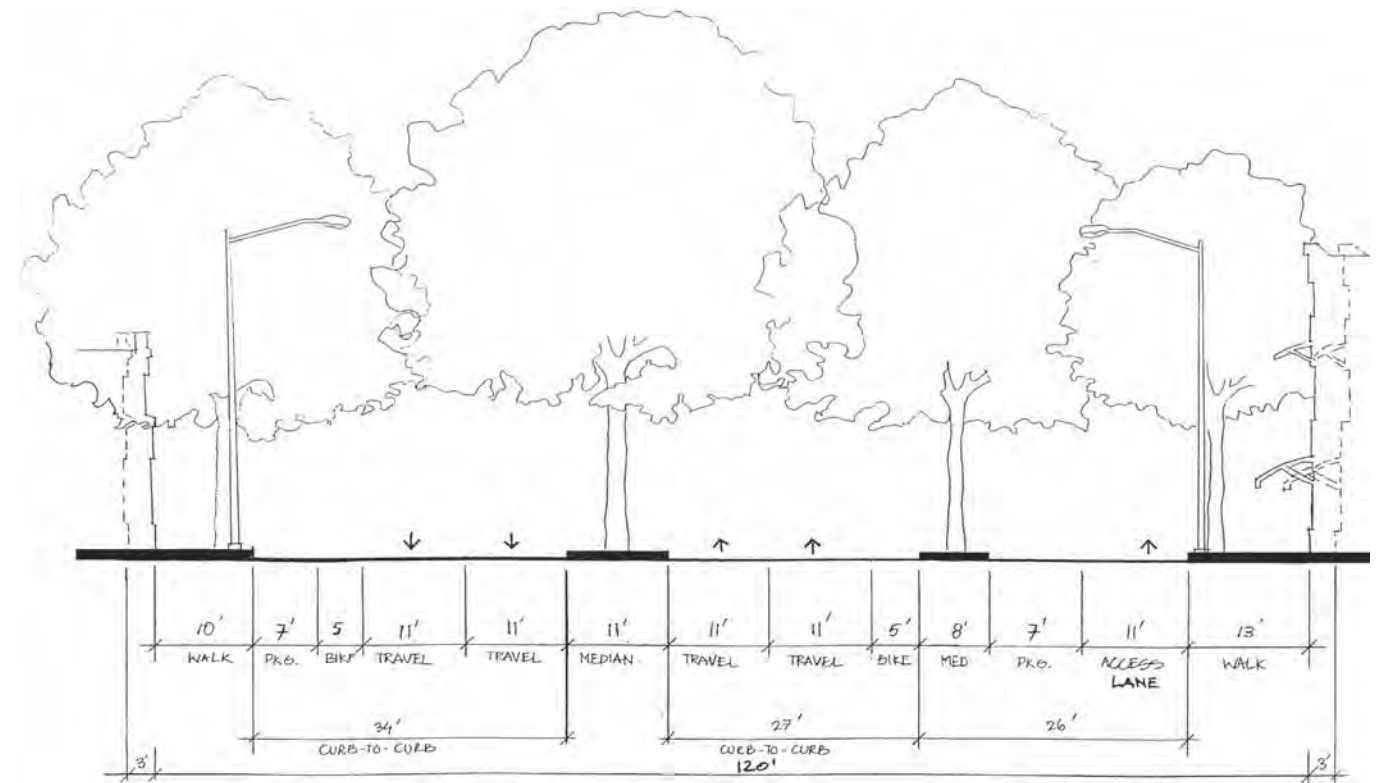 10' 7' 5 11' 11' 11' 11' 11' 5' 8' 7' 11' 13'
WALK PKG. BIKE TRAVEL TRAVEL MEDIAN TRAVEL TRAVEL BIKE MED PKG. ACCESS WALK
LANE
34' 27' 26'
CURB-TO-CURB CURB-TO-CURB
3' 120' 3'